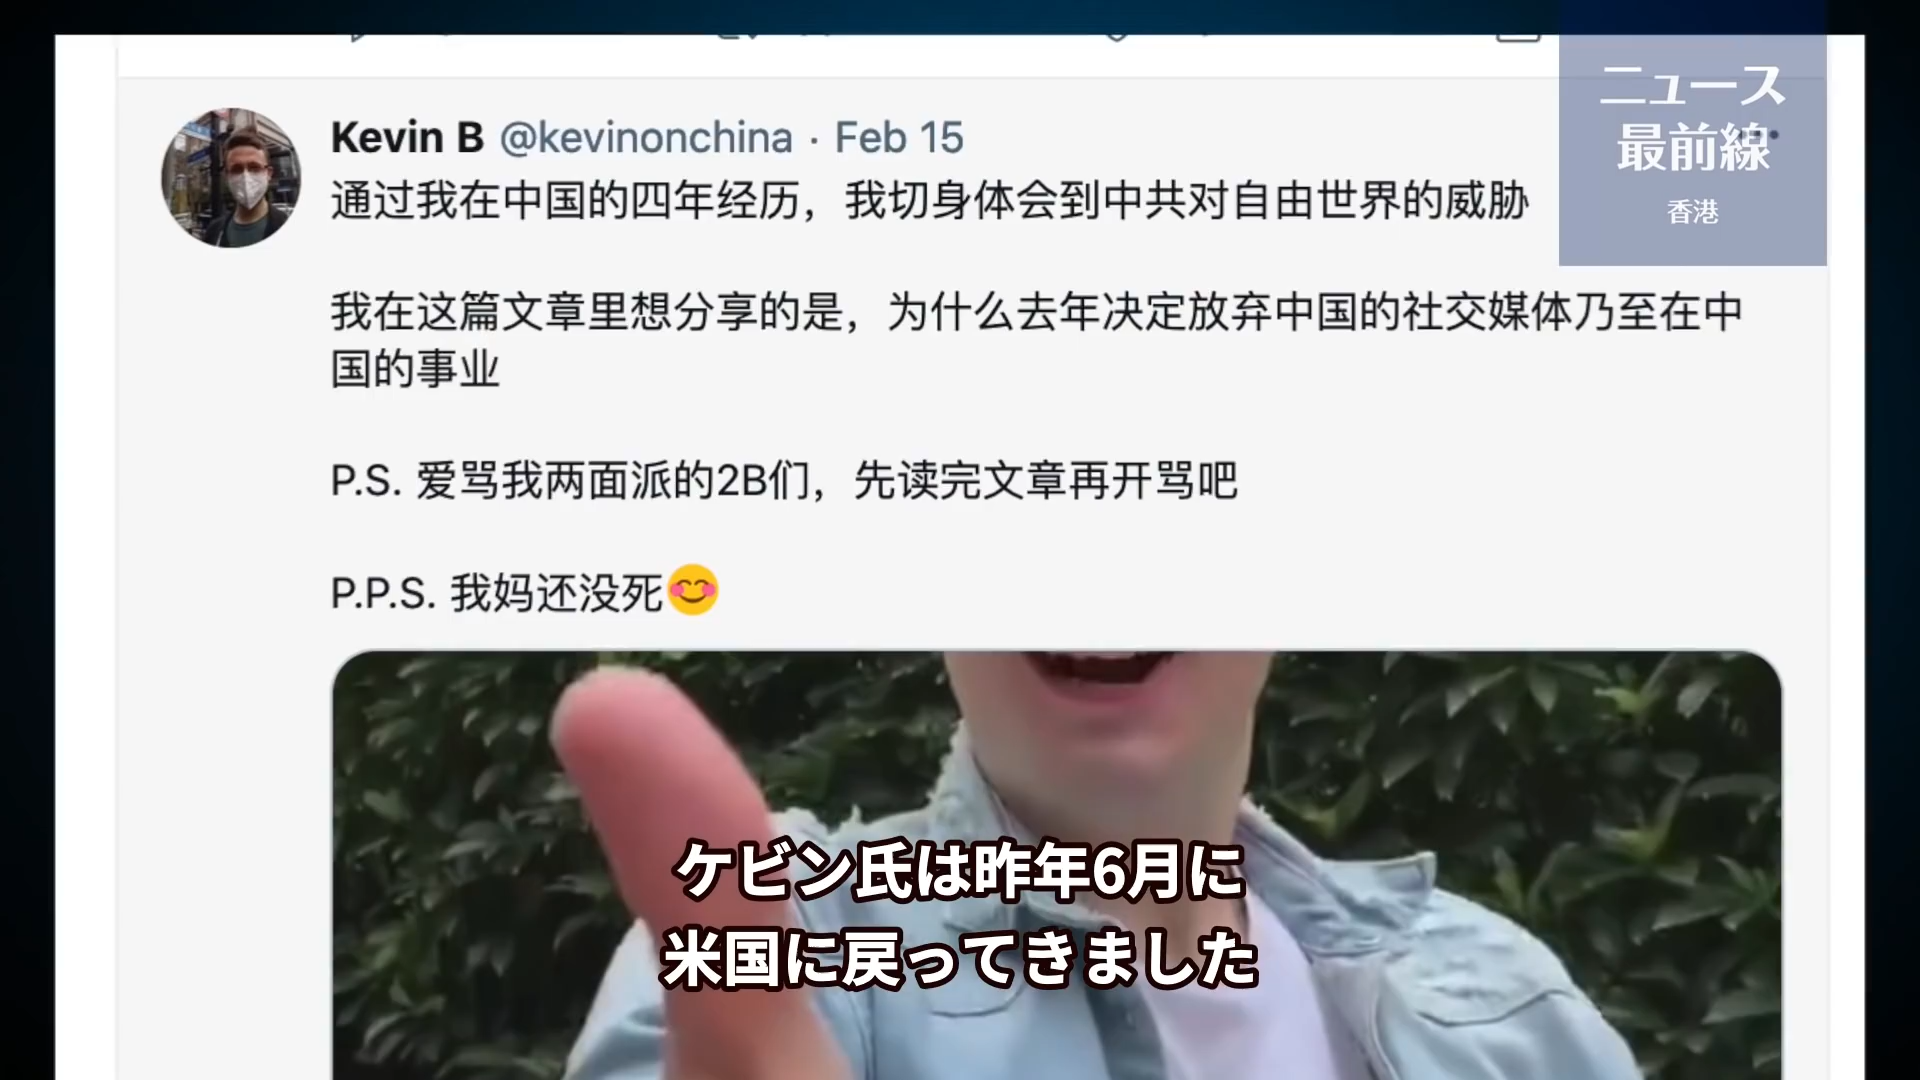 ニュース
最前線
香港
Kevin B @kevinonchina · Feb 15
通过我在中国的四年经历，我切身体会到中共对自由世界的威胁
我在这篇文章里想分享的是，为什么去年决定放弃中国的社交媒体乃至在中
国的事业
P.S. 爱骂我两面派的2B们，先读完文章再开骂吧
P.P.S. 我妈还没死😊
ケビン氏は昨年6月に
米国に戻ってきました